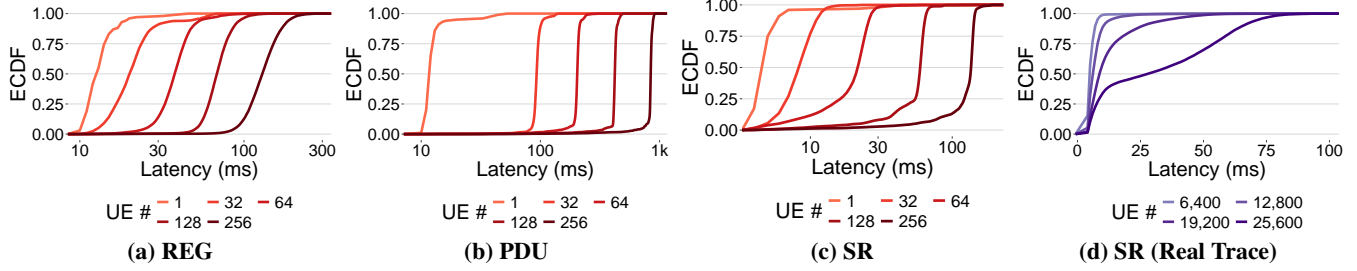 ECDF
1.00
0.75
0.50
0.25
0.00
10 30 100 300
Latency (ms)
UE # 1 32 64
128 256
(a) REG
ECDF
1.00
0.75
0.50
0.25
0.00
10 100 1k
Latency (ms)
UE # 1 32 64
128 256
(b) PDU
ECDF
1.00
0.75
0.50
0.25
0.00
10 30 100
Latency (ms)
UE # 1 32 64
128 256
(c) SR
ECDF
1.00
0.75
0.50
0.25
0.00
0 25 50 75 100
Latency (ms)
UE # 6,400 12,800
19,200 25,600
(d) SR (Real Trace)